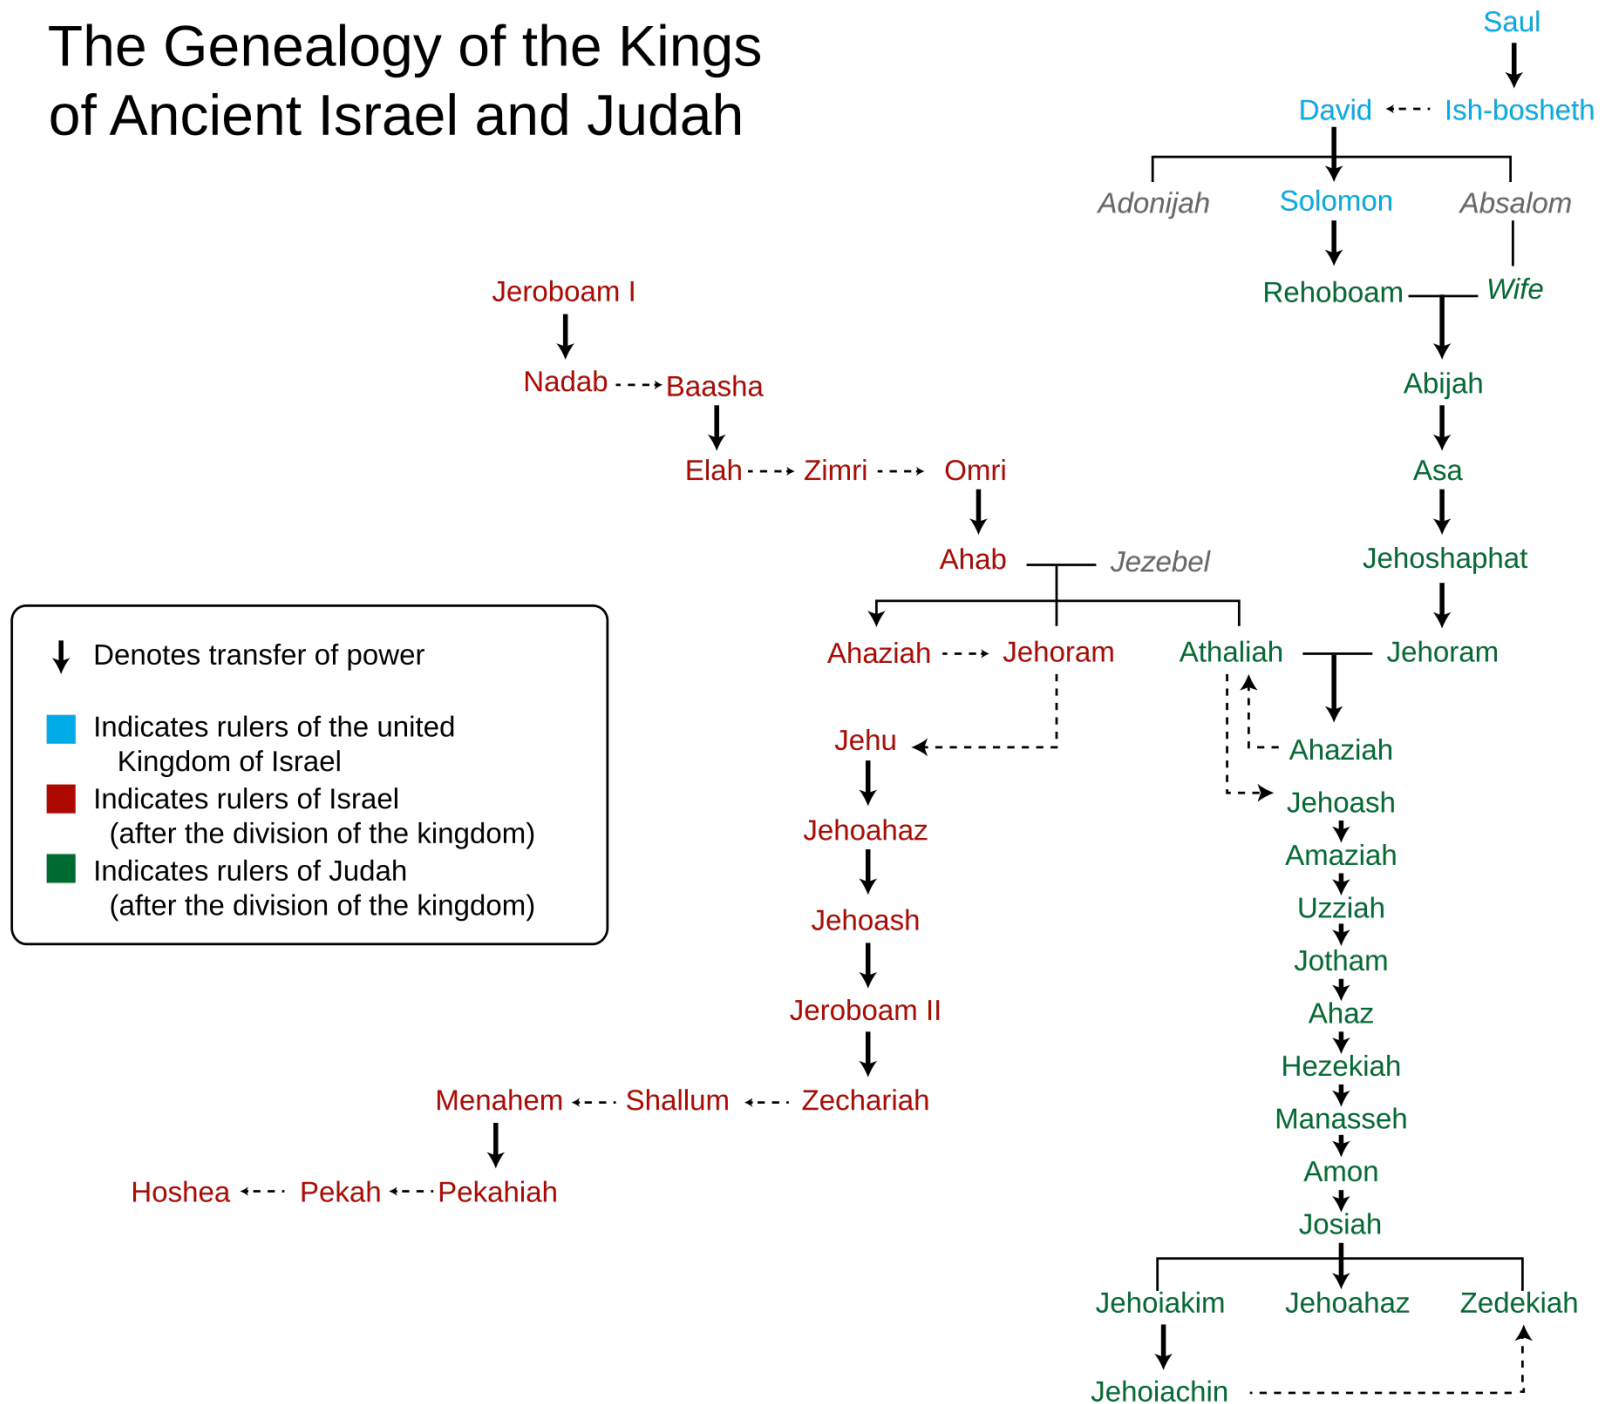 The Genealogy of the Kings
of Ancient Israel and Judah
Saul
David
Ish-bosheth
Adonijah
Solomon
Absalom
Jeroboam I
Rehoboam
Wife
Nadab
Baasha
Abijah
Elah
Zimri
Omri
Asa
Ahab
Jezebel
Jehoshaphat
Ahaziah
Jehoram
Athaliah
Jehoram
Jehu
Ahaziah
Jehoash
Jehoahaz
Amaziah
Jehoash
Uzziah
Jotham
Jeroboam II
Ahaz
Hezekiah
Menahem
Shallum
Zechariah
Manasseh
Hoshea
Pekah
Pekahiah
Amon
Josiah
Jehoiakim
Jehoahaz
Zedekiah
Jehoiachin
Denotes transfer of power
Indicates rulers of the united
Kingdom of Israel
Indicates rulers of Israel
(after the division of the kingdom)
Indicates rulers of Judah
(after the division of the kingdom)